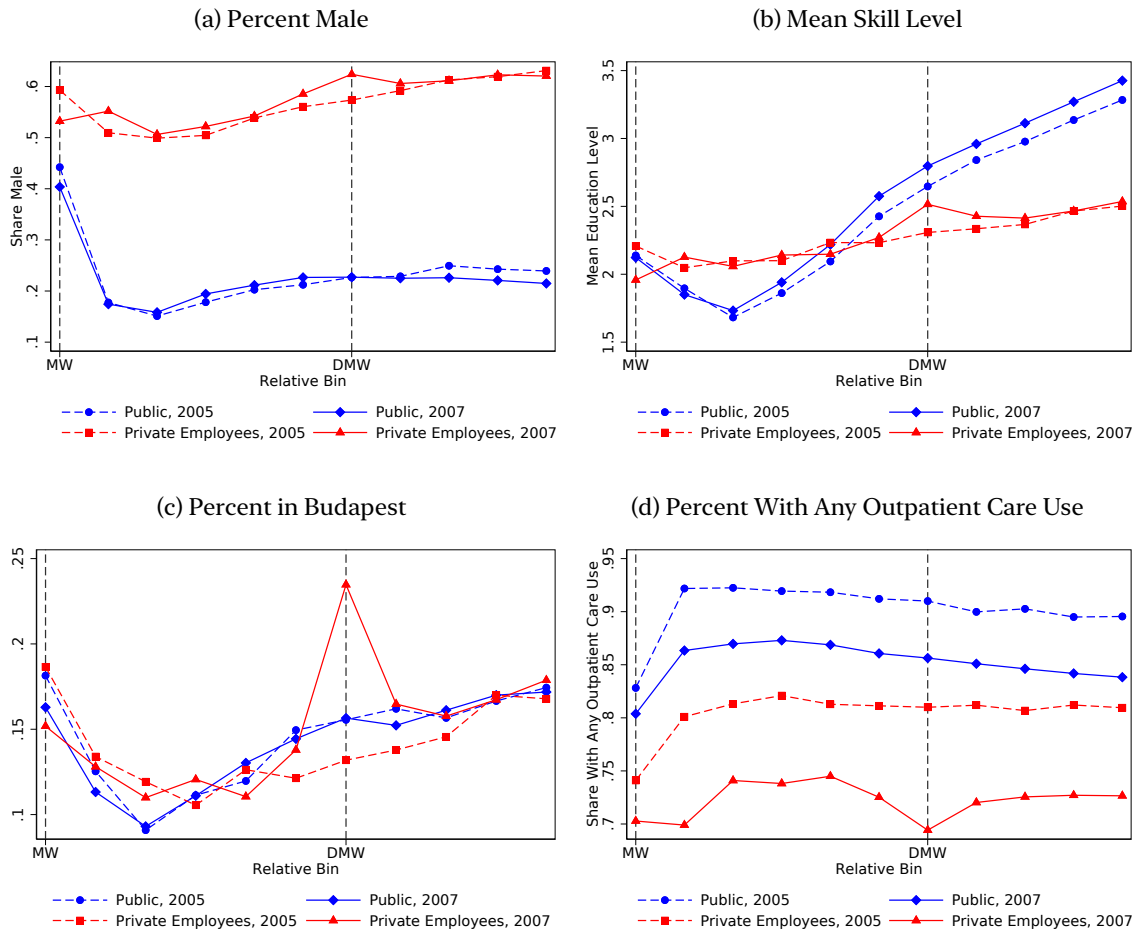 (a) Percent Male
Share Male
.6
.5
.4
.3
.2
.1
MW
DMW
Relative Bin
Public, 2005
Public, 2007
Private Employees, 2005
Private Employees, 2007
(b) Mean Skill Level
Mean Education Level
3.5
3
2.5
2
1.5
MW
DMW
Relative Bin
Public, 2005
Public, 2007
Private Employees, 2005
Private Employees, 2007
(c) Percent in Budapest
.25
.2
.15
.1
MW
DMW
Relative Bin
Public, 2005
Public, 2007
Private Employees, 2005
Private Employees, 2007
(d) Percent With Any Outpatient Care Use
Share With Any Outpatient Care Use
.95
.9
.85
.8
.75
.7
MW
DMW
Relative Bin
Public, 2005
Public, 2007
Private Employees, 2005
Private Employees, 2007